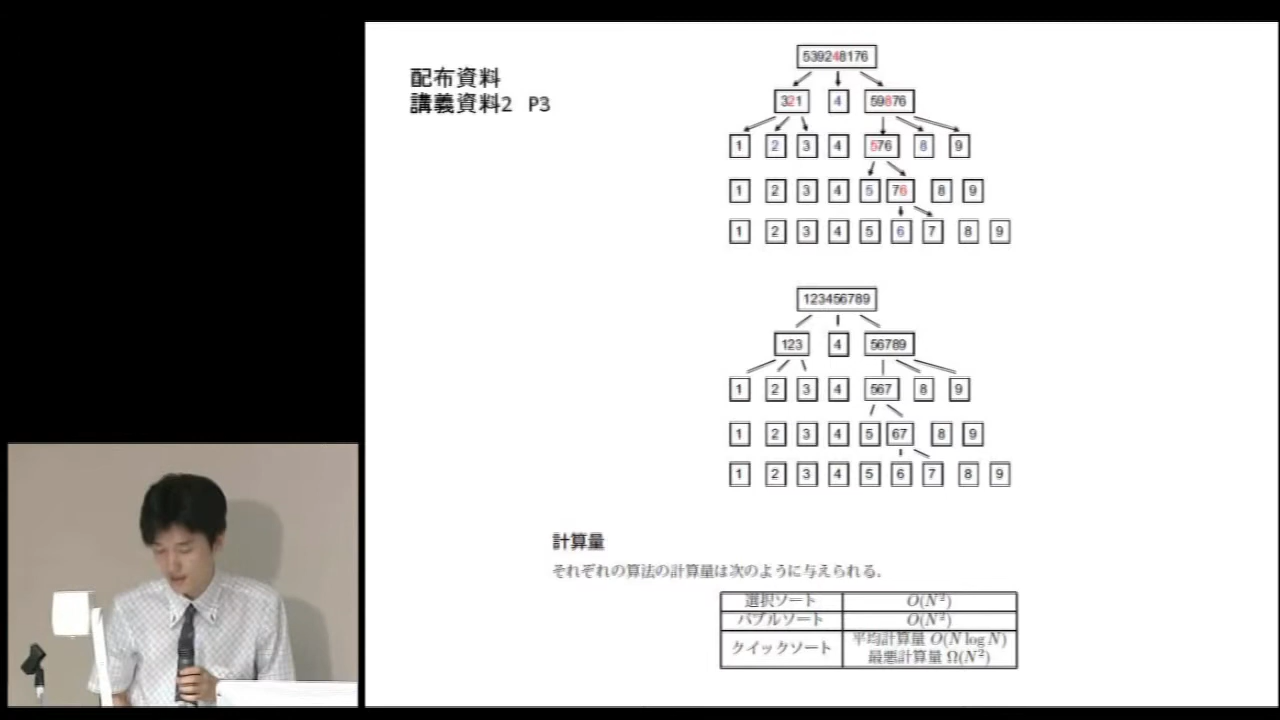 配布資料
講義資料2 P3
539248176
321 4 59876
1 2 3 4 576 8 9
1 2 3 4 5 76 8 9
1 2 3 4 5 6 7 8 9
123456789
123 4 56789
1 2 3 4 567 8 9
1 2 3 4 5 67 8 9
1 2 3 4 5 6 7 8 9
計算量
それぞれの算法の計算量は次のように与えられる.
選択ソート O(N²)
バブルソート O(N²)
クイックソート 平均計算量 O(N log N)
最悪計算量 Ω(N²)